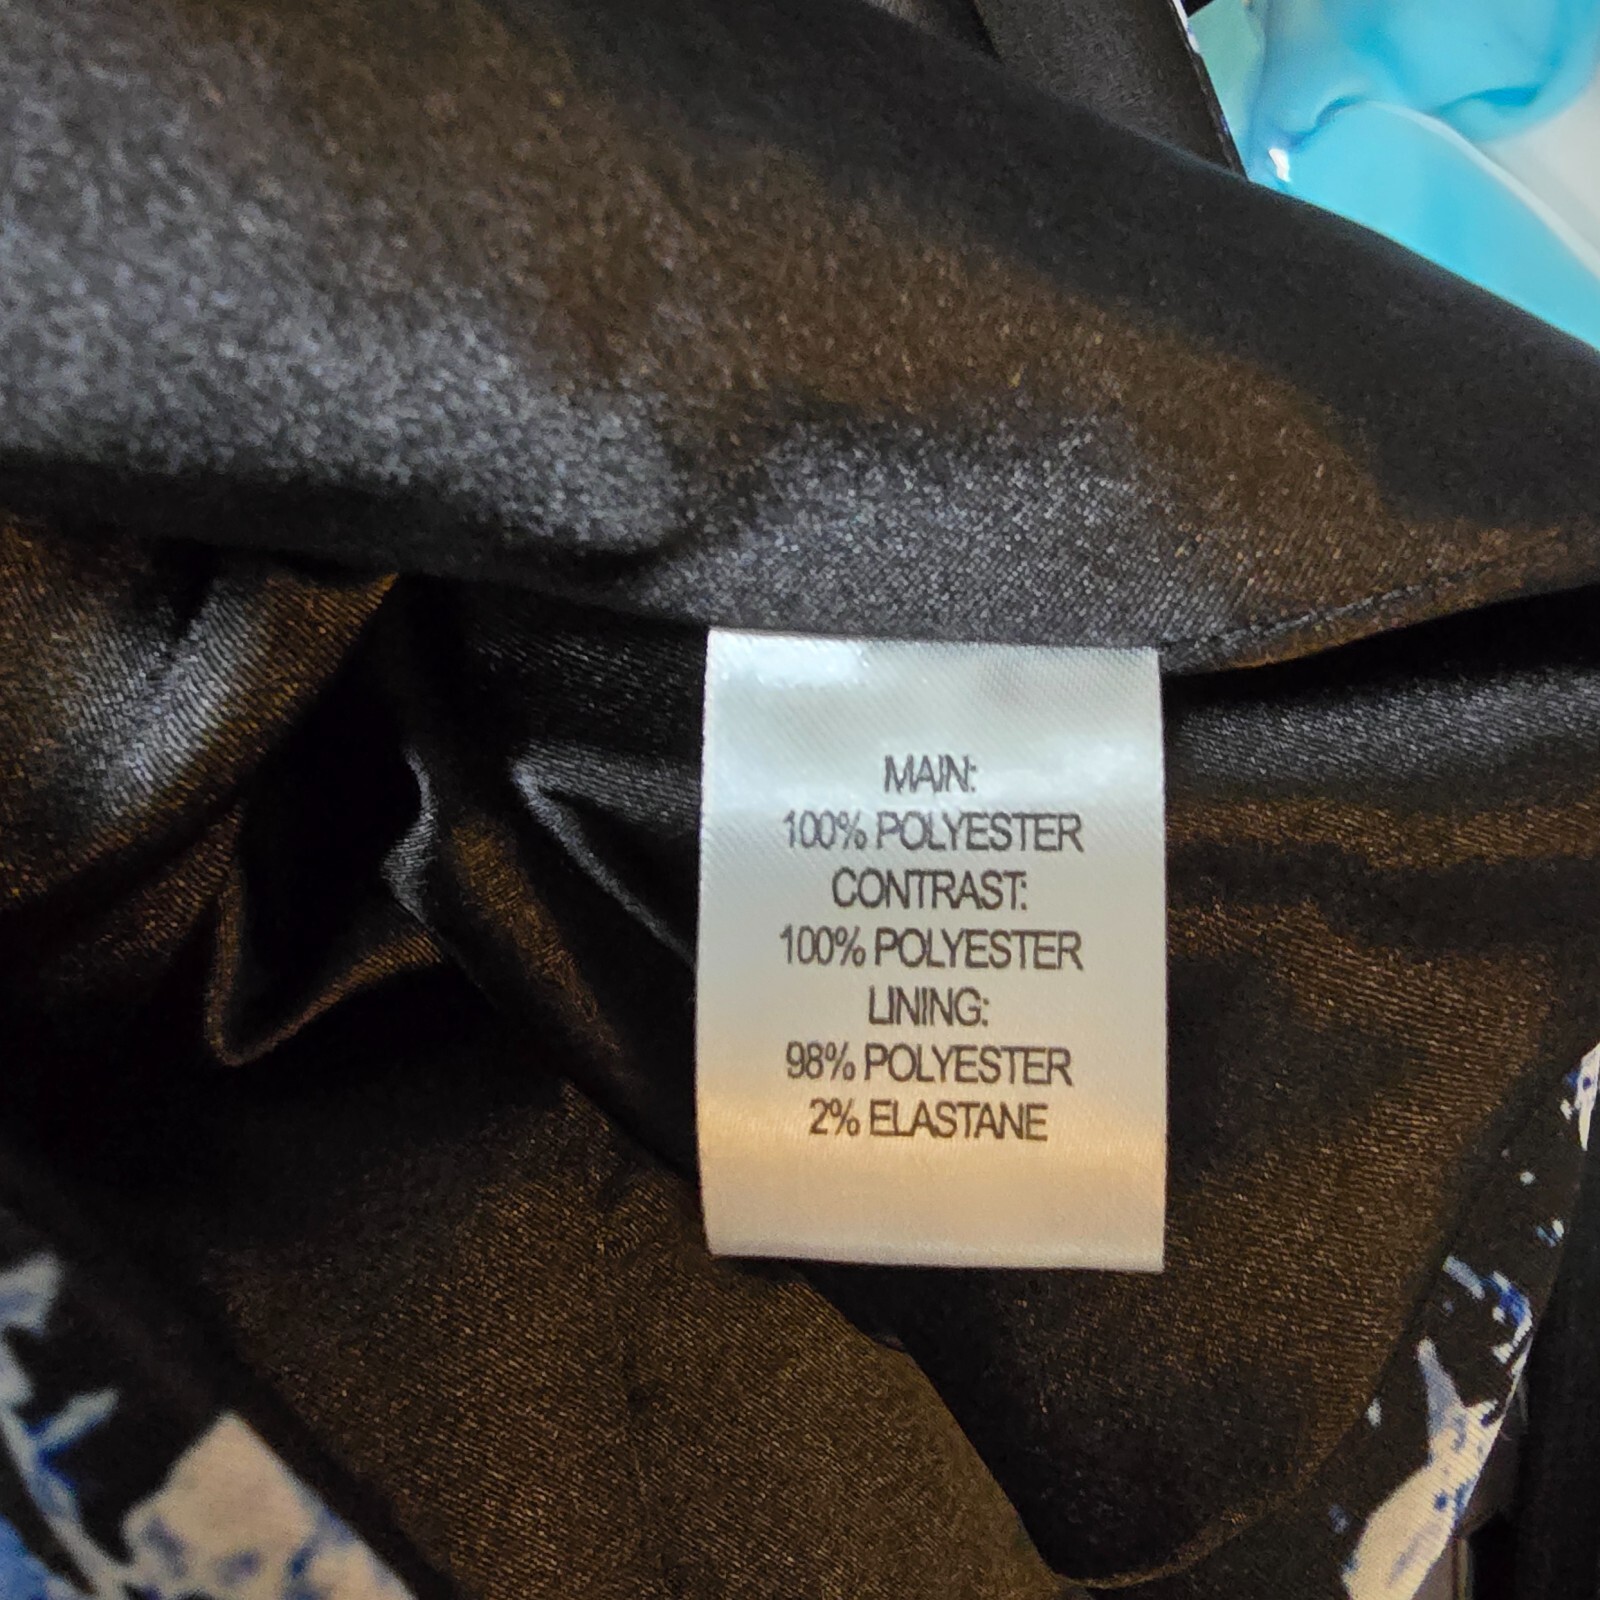 MAIN:
100% POLYESTER
CONTRAST:
100% POLYESTER
LINING:
98% POLYESTER
2% ELASTANE